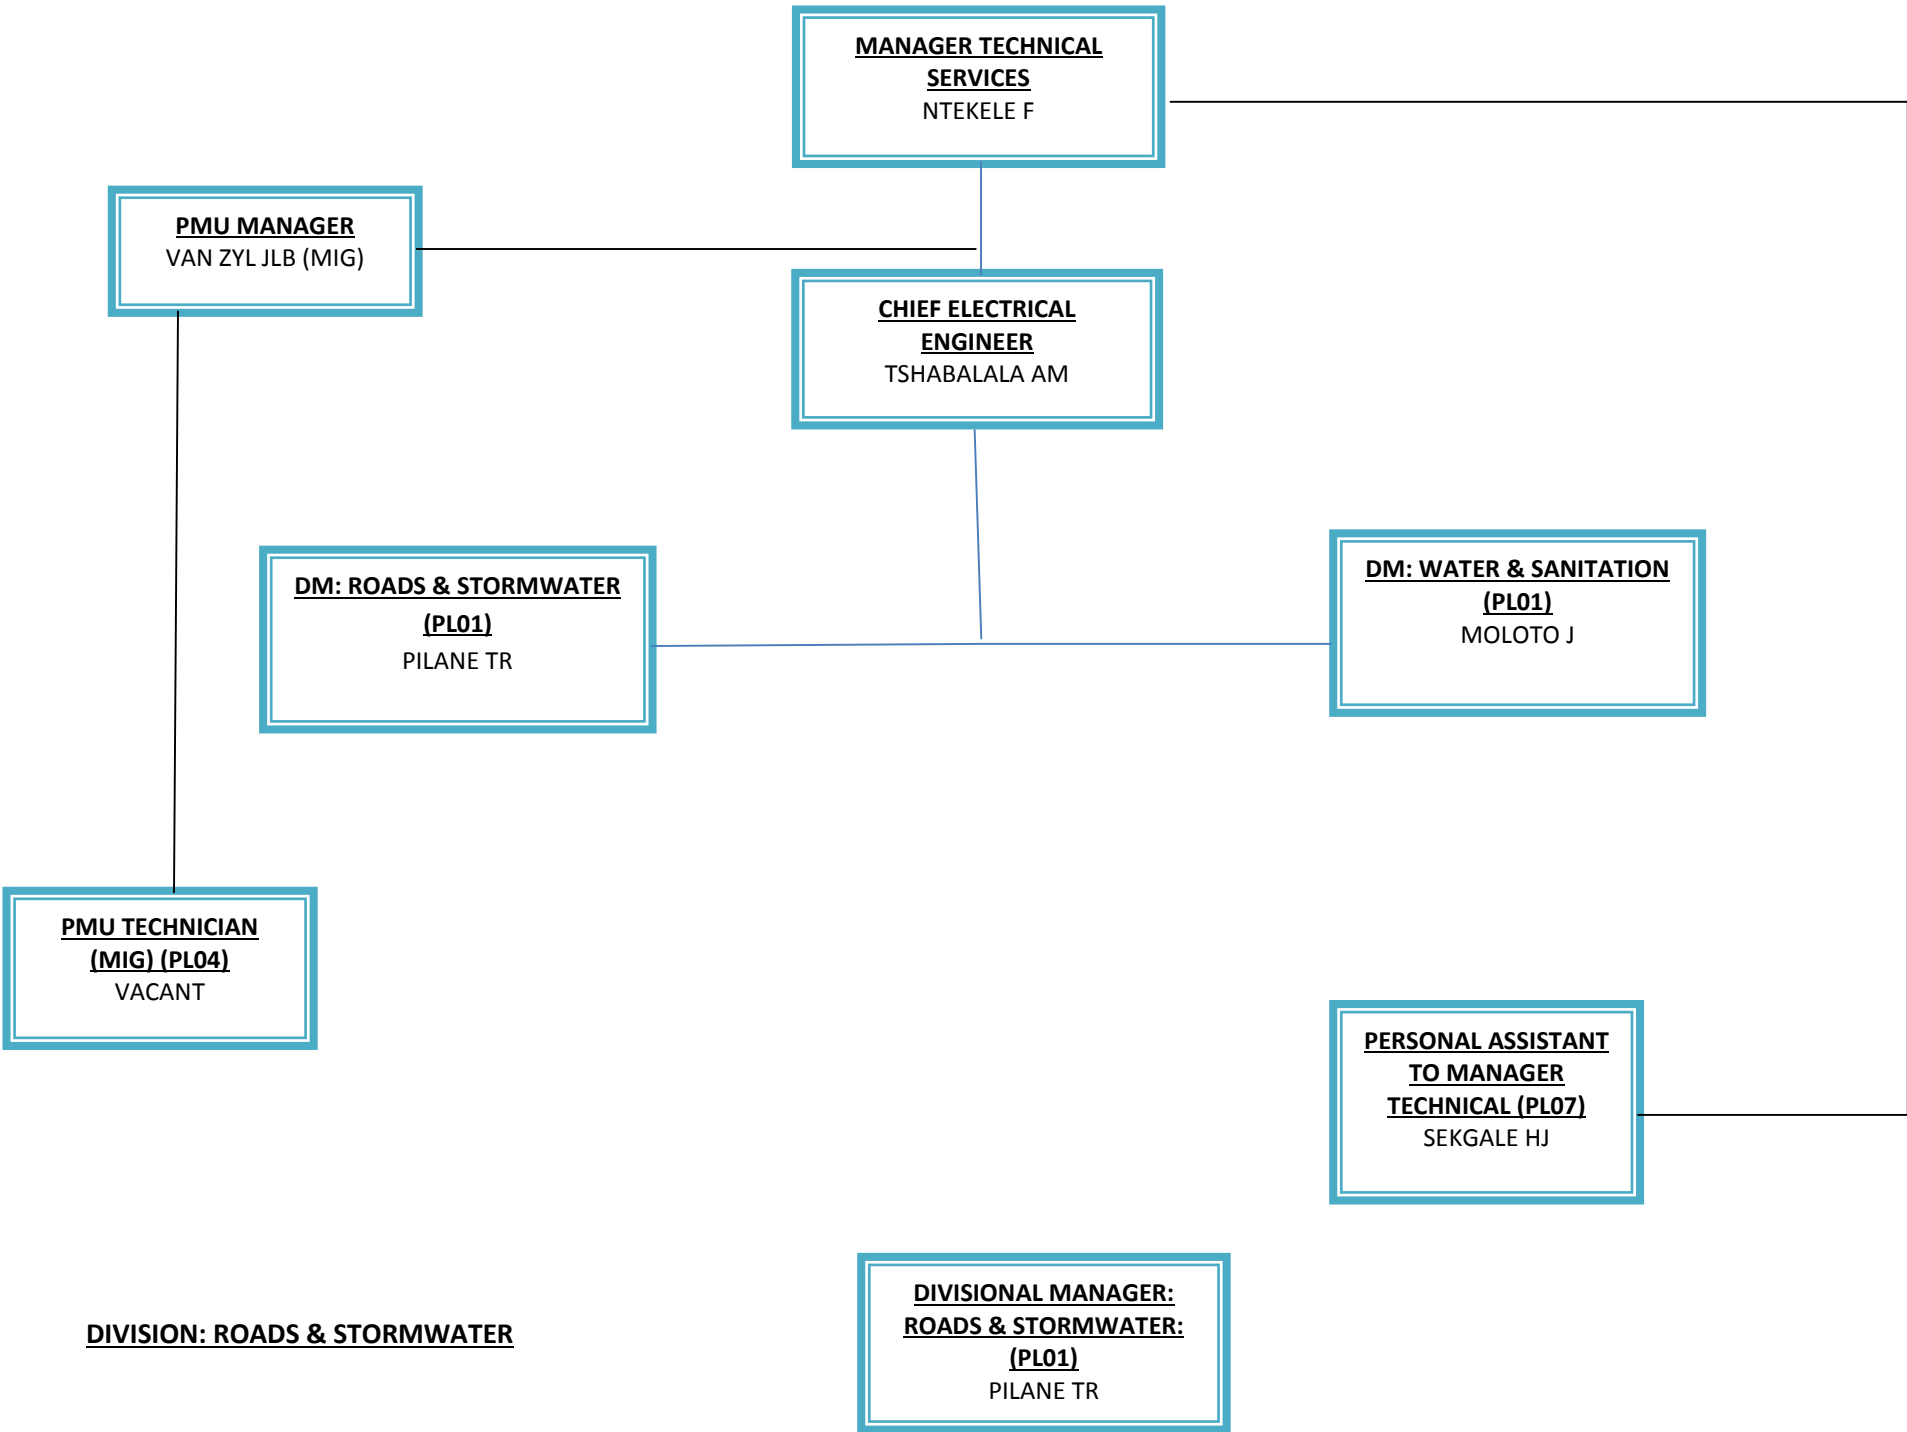 MANAGER TECHNICAL
SERVICES
NTEKELE F
PMU MANAGER
VAN ZYL JLB (MIG)
CHIEF ELECTRICAL
ENGINEER
TSHABALALA AM
DM: ROADS & STORMWATER
(PL01)
PILANE TR
DM: WATER & SANITATION
(PL01)
MOLOTO J
PMU TECHNICIAN
(MIG) (PL04)
VACANT
PERSONAL ASSISTANT
TO MANAGER
TECHNICAL (PL07)
SEKGALE HJ
DIVISION: ROADS & STORMWATER
DIVISIONAL MANAGER:
ROADS & STORMWATER:
(PL01)
PILANE TR